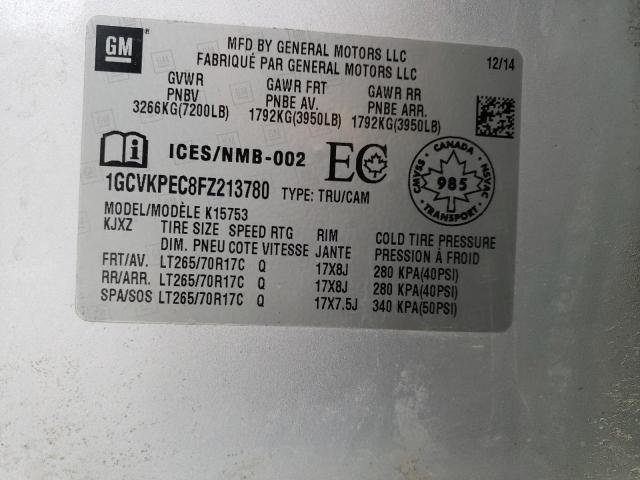 GM
MFD BY GENERAL MOTORS LLC
FABRIQUÉ PAR GENERAL MOTORS LLC
12/14
GVWR
PNBV
3266KG(7200LB)
GAWR FRT
PNBE AV.
1792KG(3950LB)
GAWR RR
PNBE ARR.
1792KG(3950LB)
ICES/NMB-002
EC
CANADA
CMVSS
NSVAC
985
TRANSPORT
1GCVKPEC8FZ213780 TYPE: TRU/CAM
MODEL/MODÈLE K15753
KJXZ TIRE SIZE SPEED RTG RIM COLD TIRE PRESSURE
DIM. PNEU COTE VITESSE JANTE PRESSION À FROID
FRT/AV. LT265/70R17C Q 17X8J 280 KPA(40PSI)
RR/ARR. LT265/70R17C Q 17X8J 280 KPA(40PSI)
SPA/SOS LT265/70R17C Q 17X7.5J 340 KPA(50PSI)